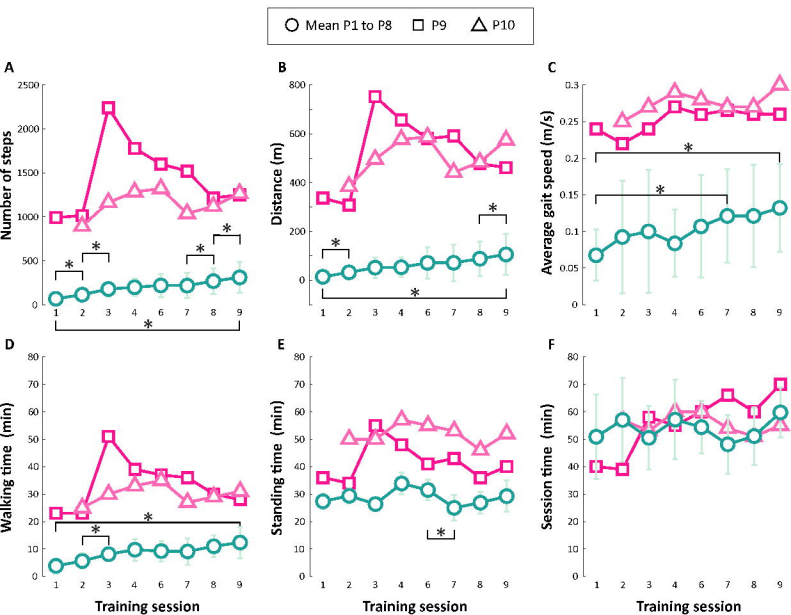 Mean P1 to P8 P9 P10
A
2500
2000
1500
1000
500
0
Number of steps
1 2 3 4 6 7 8 9
* * * *
*
B
800
600
400
200
0
Distance (m)
1 2 3 4 6 7 8 9
* *
*
C
0.3
0.25
0.2
0.15
0.1
0.05
0
Average gait speed (m/s)
1 2 3 4 6 7 8 9
*
*
D
80
70
60
50
40
30
20
10
0
Walking time (min)
1 2 3 4 6 7 8 9
*
*
Training session
E
80
70
60
50
40
30
20
10
0
Standing time (min)
1 2 3 4 6 7 8 9
*
Training session
F
80
70
60
50
40
30
20
10
0
Session time (min)
1 2 3 4 6 7 8 9
Training session